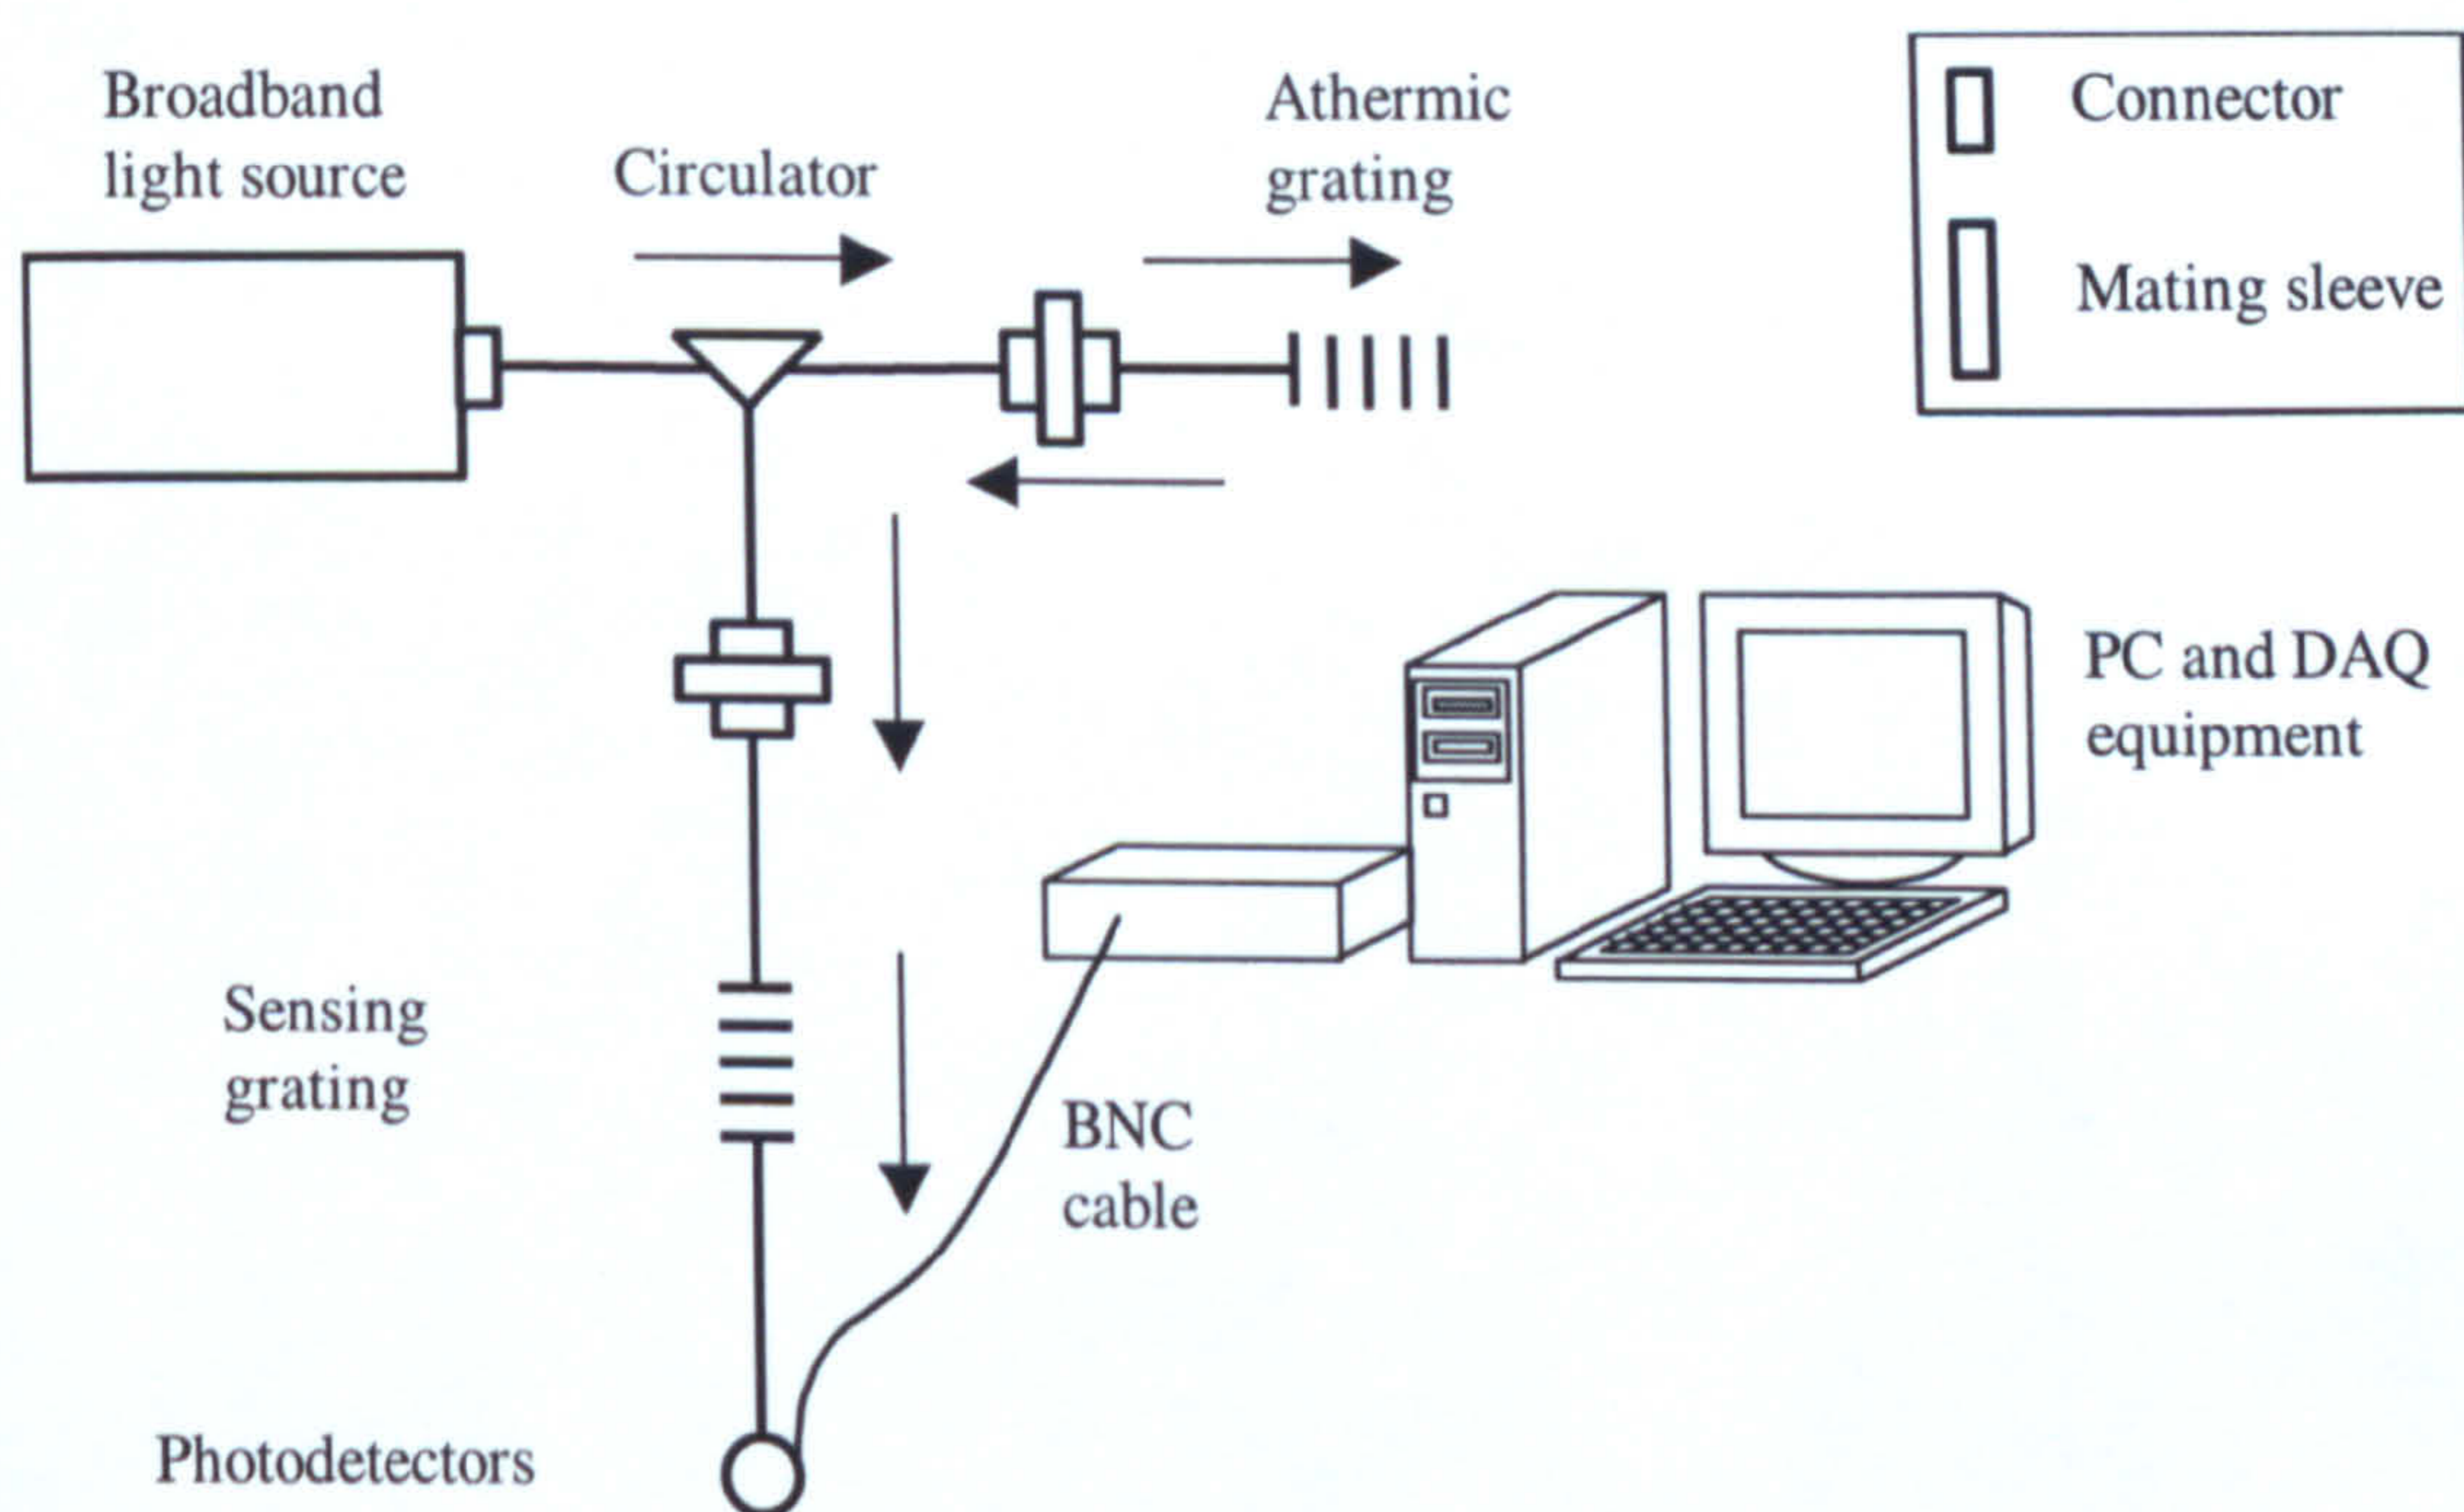 Broadband
light source
Circulator
Athermic
grating
Connector
Mating sleeve
PC and DAQ
equipment
Sensing
grating
BNC
cable
Photodetectors